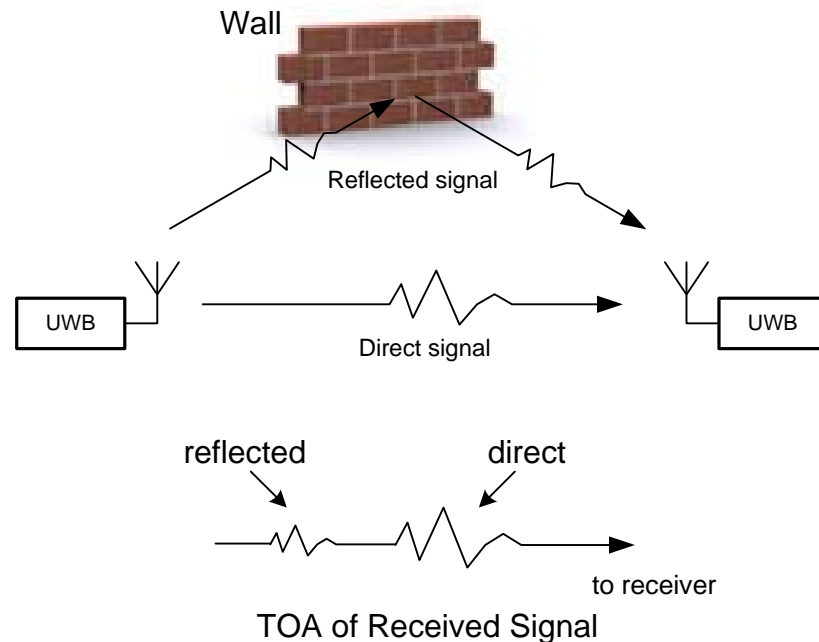 Wall
Reflected signal
UWB
UWB
Direct signal
reflected
direct
to receiver
TOA of Received Signal